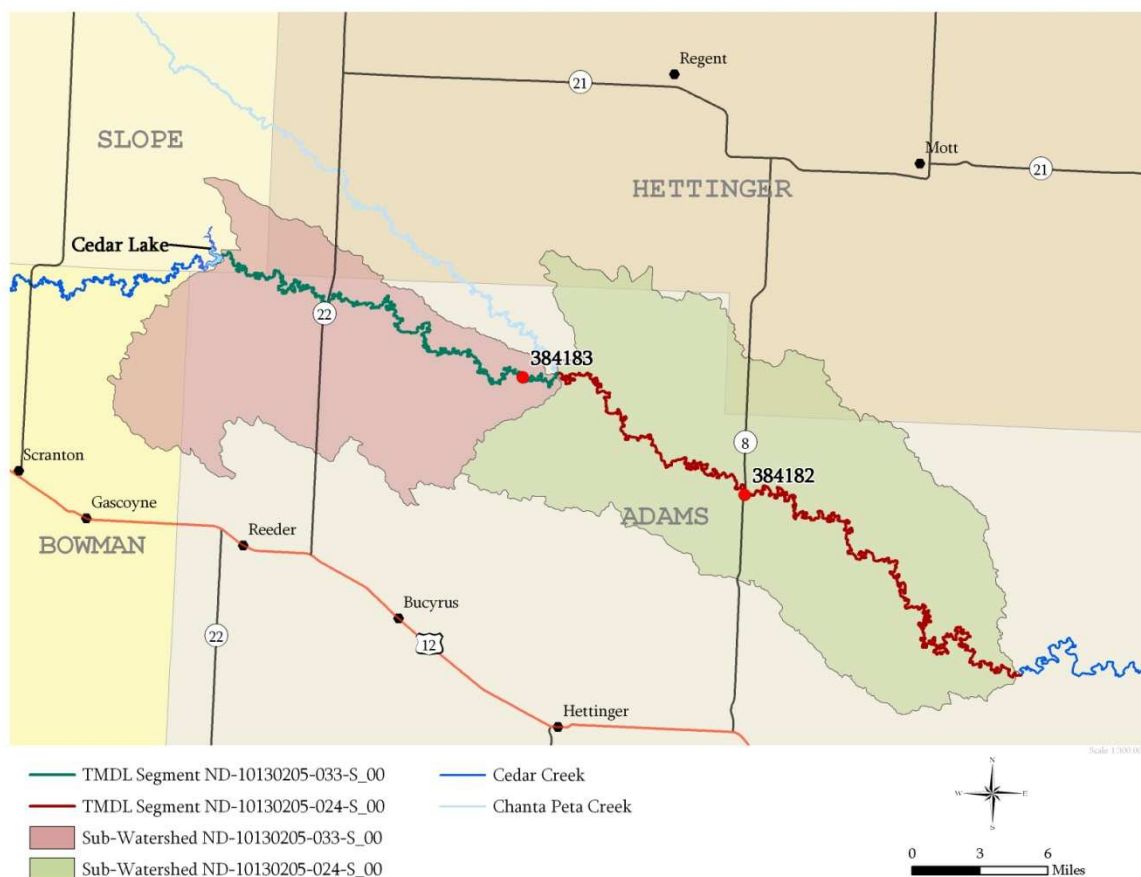 Regent
21
SLOPE
Mott
HETTINGER
21
Cedar Lake
22
384183
8
Scranton
384182
Gascoyne
ADAMS
Reeder
BOWMAN
Bucyrus
22
12
Hettinger
TMDL Segment ND-10130205-033-S_00
TMDL Segment ND-10130205-024-S_00
Sub-Watershed ND-10130205-033-S_00
Sub-Watershed ND-10130205-024-S_00
Cedar Creek
Chanta Peta Creek
N
W
E
S
0 3 6
Miles